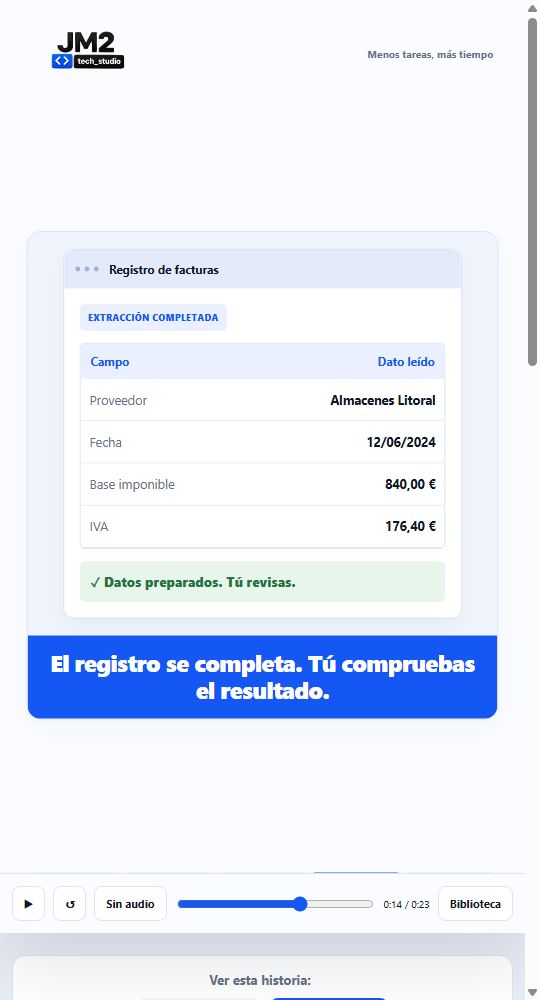 JM2
<> tech_studio
Menos tareas, más tiempo
Registro de facturas
EXTRACCIÓN COMPLETADA
Campo Dato leído
Proveedor Almacenes Litoral
Fecha 12/06/2024
Base imponible 840,00 €
IVA 176,40 €
✓ Datos preparados. Tú revisas.
El registro se completa. Tú compruebas
el resultado.
▶ ↺ Sin audio 0:14 / 0:23 Biblioteca
Ver esta historia: